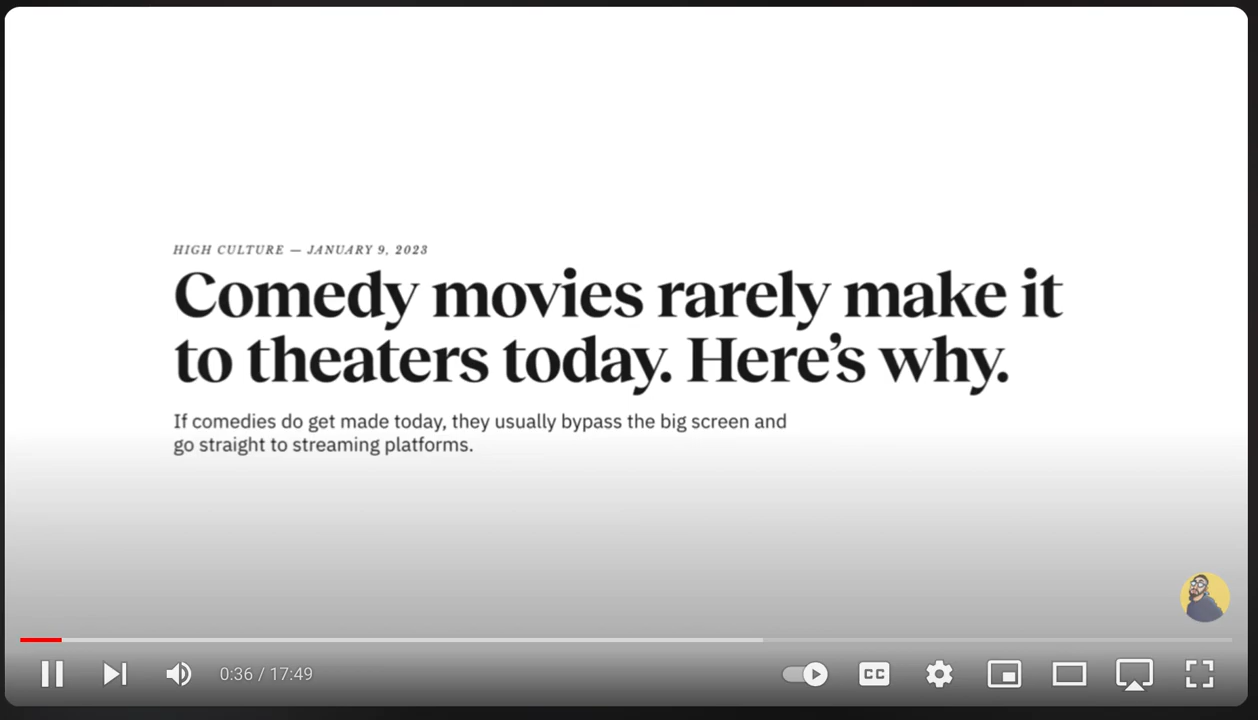 HIGH CULTURE — JANUARY 9, 2023
Comedy movies rarely make it
to theaters today. Here’s why.
If comedies do get made today, they usually bypass the big screen and
go straight to streaming platforms.
0:36 / 17:49
CC